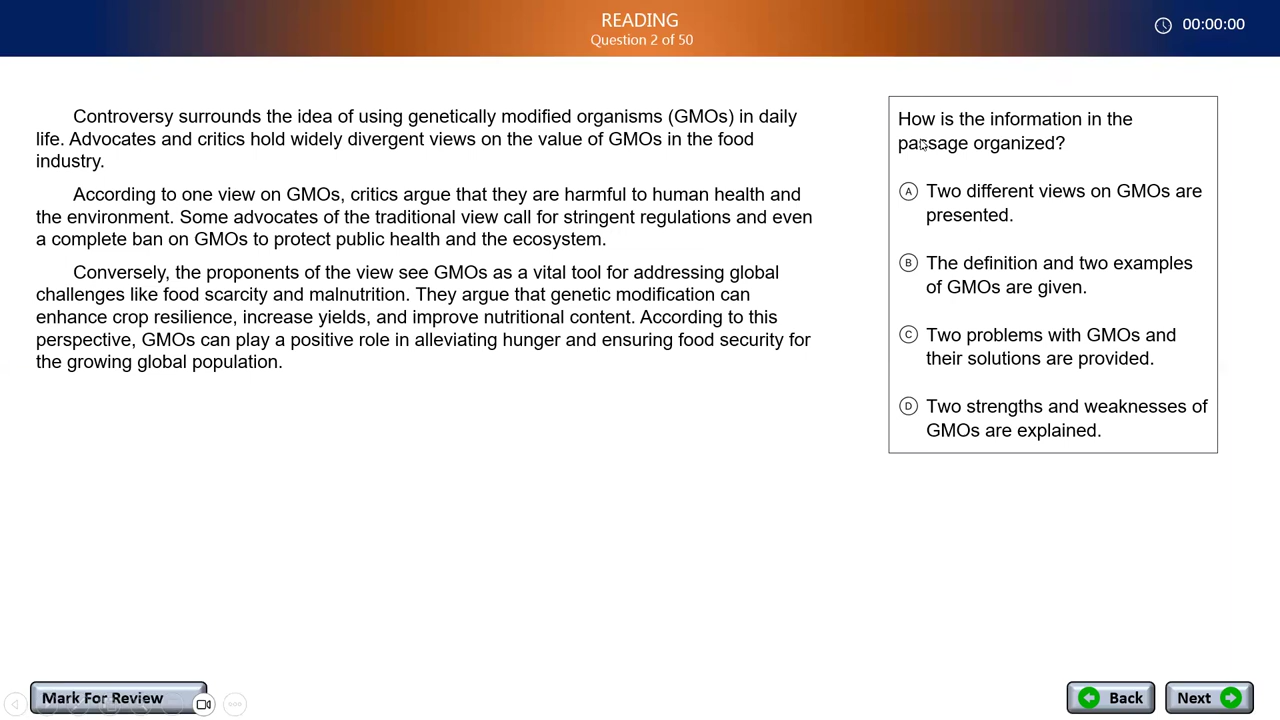 READING
Question 2 of 50
00:00:00
Controversy surrounds the idea of using genetically modified organisms (GMOs) in daily
life. Advocates and critics hold widely divergent views on the value of GMOs in the food
industry.
According to one view on GMOs, critics argue that they are harmful to human health and
the environment. Some advocates of the traditional view call for stringent regulations and even
a complete ban on GMOs to protect public health and the ecosystem.
Conversely, the proponents of the view see GMOs as a vital tool for addressing global
challenges like food scarcity and malnutrition. They argue that genetic modification can
enhance crop resilience, increase yields, and improve nutritional content. According to this
perspective, GMOs can play a positive role in alleviating hunger and ensuring food security for
the growing global population.
How is the information in the
passage organized?
A Two different views on GMOs are
presented.
B The definition and two examples
of GMOs are given.
C Two problems with GMOs and
their solutions are provided.
D Two strengths and weaknesses of
GMOs are explained.
Mark For Review
Back
Next